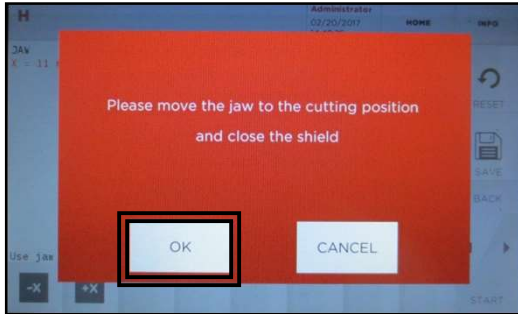 H
Administrator
02/20/2017
HOME
INFO
JAW
RESET
Please move the jaw to the cutting position
and close the shield
SAVE
BACK
OK
CANCEL
Use jaw
-X
+X
START